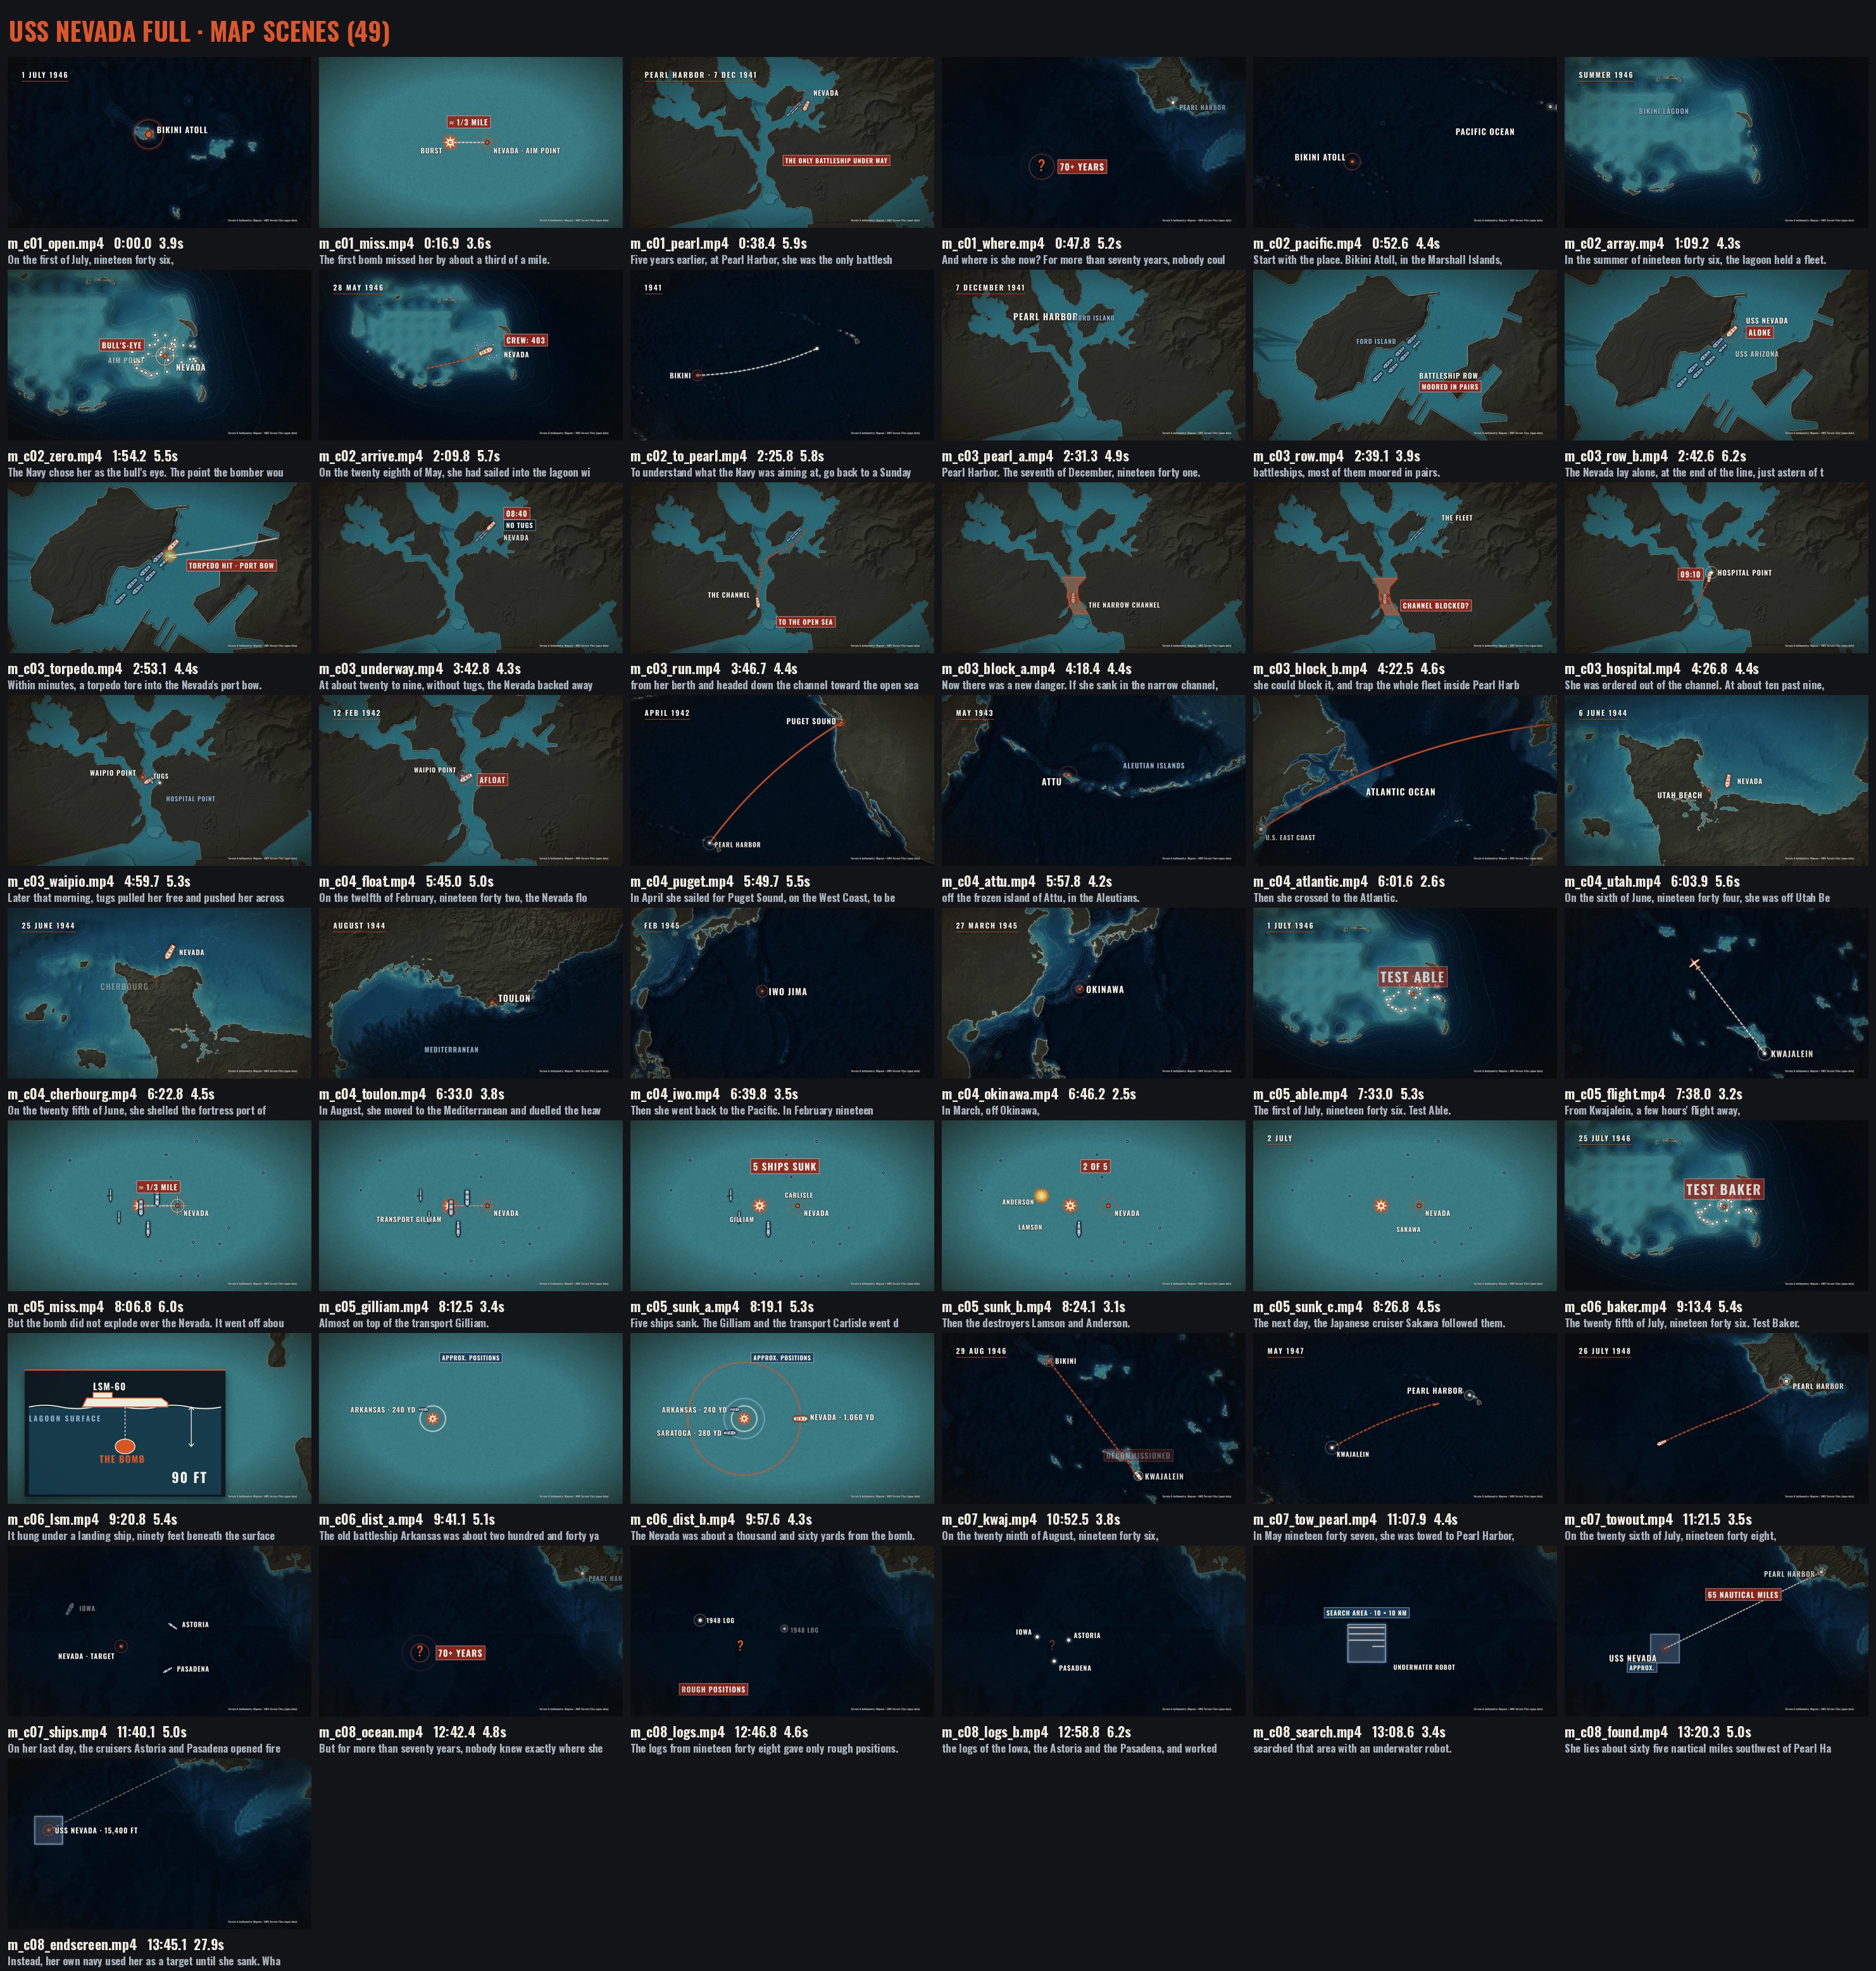 USS NEVADA FULL · MAP SCENES (49)
1 JULY 1946
BIKINI ATOLL
m_c01_open.mp4 0:00.0 3.9s
On the first of July, nineteen forty six,
≈ 1/3 MILE
BURST
NEVADA · AIM POINT
m_c01_miss.mp4 0:16.9 3.6s
The first bomb missed her by about a third of a mile.
PEARL HARBOR · 7 DEC 1941
NEVADA
THE ONLY BATTLESHIP UNDER WAY
m_c01_pearl.mp4 0:38.4 5.9s
Five years earlier, at Pearl Harbor, she was the only battlesh
PEARL HARBOR
?
70+ YEARS
m_c01_where.mp4 0:47.8 5.2s
And where is she now? For more than seventy years, nobody coul
PACIFIC OCEAN
BIKINI ATOLL
m_c02_pacific.mp4 0:52.6 4.4s
Start with the place. Bikini Atoll, in the Marshall Islands,
SUMMER 1946
BIKINI LAGOON
m_c02_array.mp4 1:09.2 4.3s
In the summer of nineteen forty six, the lagoon held a fleet.
BULL'S-EYE
AIM POINT
NEVADA
m_c02_zero.mp4 1:54.2 5.5s
The Navy chose her as the bull's eye. The point the bomber wou
28 MAY 1946
CREW: 403
NEVADA
m_c02_arrive.mp4 2:09.8 5.7s
On the twenty eighth of May, she had sailed into the lagoon wi
1941
BIKINI
m_c02_to_pearl.mp4 2:25.8 5.8s
To understand what the Navy was aiming at, go back to a Sunday
7 DECEMBER 1941
PEARL HARBOR
ORD ISLAND
m_c03_pearl_a.mp4 2:31.3 4.9s
Pearl Harbor. The seventh of December, nineteen forty one.
FORD ISLAND
BATTLESHIP ROW
MOORED IN PAIRS
m_c03_row.mp4 2:39.1 3.9s
battleships, most of them moored in pairs.
USS NEVADA
ALONE
USS ARIZONA
m_c03_row_b.mp4 2:42.6 6.2s
The Nevada lay alone, at the end of the line, just astern of t
TORPEDO HIT · PORT BOW
m_c03_torpedo.mp4 2:53.1 4.4s
Within minutes, a torpedo tore into the Nevada's port bow.
08:40
NO TUGS
NEVADA
m_c03_underway.mp4 3:42.8 4.3s
At about twenty to nine, without tugs, the Nevada backed away
THE CHANNEL
TO THE OPEN SEA
m_c03_run.mp4 3:46.7 4.4s
from her berth and headed down the channel toward the open sea
THE NARROW CHANNEL
m_c03_block_a.mp4 4:18.4 4.4s
Now there was a new danger. If she sank in the narrow channel,
THE FLEET
CHANNEL BLOCKED?
m_c03_block_b.mp4 4:22.5 4.6s
she could block it, and trap the whole fleet inside Pearl Harb
09:10
HOSPITAL POINT
m_c03_hospital.mp4 4:26.8 4.4s
She was ordered out of the channel. At about ten past nine,
WAIPIO POINT
TUGS
HOSPITAL POINT
m_c03_waipio.mp4 4:59.7 5.3s
Later that morning, tugs pulled her free and pushed her across
12 FEB 1942
WAIPIO POINT
AFLOAT
m_c04_float.mp4 5:45.0 5.0s
On the twelfth of February, nineteen forty two, the Nevada flo
APRIL 1942
PUGET SOUND
PEARL HARBOR
m_c04_puget.mp4 5:49.7 5.5s
In April she sailed for Puget Sound, on the West Coast, to be
MAY 1943
ALEUTIAN ISLANDS
ATTU
m_c04_attu.mp4 5:57.8 4.2s
off the frozen island of Attu, in the Aleutians.
ATLANTIC OCEAN
U.S. EAST COAST
m_c04_atlantic.mp4 6:01.6 2.6s
Then she crossed to the Atlantic.
6 JUNE 1944
NEVADA
UTAH BEACH
m_c04_utah.mp4 6:03.9 5.6s
On the sixth of June, nineteen forty four, she was off Utah Be
25 JUNE 1944
NEVADA
CHERBOURG
m_c04_cherbourg.mp4 6:22.8 4.5s
On the twenty fifth of June, she shelled the fortress port of
AUGUST 1944
TOULON
MEDITERRANEAN
m_c04_toulon.mp4 6:33.0 3.8s
In August, she moved to the Mediterranean and duelled the heav
FEB 1945
IWO JIMA
m_c04_iwo.mp4 6:39.8 3.5s
Then she went back to the Pacific. In February nineteen
27 MARCH 1945
OKINAWA
m_c04_okinawa.mp4 6:46.2 2.5s
In March, off Okinawa,
1 JULY 1946
TEST ABLE
m_c05_able.mp4 7:33.0 5.3s
The first of July, nineteen forty six. Test Able.
KWAJALEIN
m_c05_flight.mp4 7:38.0 3.2s
From Kwajalein, a few hours' flight away,
≈ 1/3 MILE
NEVADA
m_c05_miss.mp4 8:06.8 6.0s
But the bomb did not explode over the Nevada. It went off abou
TRANSPORT GILLIAM
NEVADA
m_c05_gilliam.mp4 8:12.5 3.4s
Almost on top of the transport Gilliam.
5 SHIPS SUNK
CARLISLE
GILLIAM
NEVADA
m_c05_sunk_a.mp4 8:19.1 5.3s
Five ships sank. The Gilliam and the transport Carlisle went d
2 OF 5
ANDERSON
NEVADA
LAMSON
m_c05_sunk_b.mp4 8:24.1 3.1s
Then the destroyers Lamson and Anderson.
2 JULY
NEVADA
SAKAWA
m_c05_sunk_c.mp4 8:26.8 4.5s
The next day, the Japanese cruiser Sakawa followed them.
25 JULY 1946
TEST BAKER
m_c06_baker.mp4 9:13.4 5.4s
The twenty fifth of July, nineteen forty six. Test Baker.
LSM-60
LAGOON SURFACE
THE BOMB
90 FT
m_c06_lsm.mp4 9:20.8 5.4s
It hung under a landing ship, ninety feet beneath the surface
APPROX. POSITIONS
ARKANSAS · 240 YD
m_c06_dist_a.mp4 9:41.1 5.1s
The old battleship Arkansas was about two hundred and forty ya
APPROX. POSITIONS
ARKANSAS · 240 YD
NEVADA · 1,060 YD
SARATOGA · 380 YD
m_c06_dist_b.mp4 9:57.6 4.3s
The Nevada was about a thousand and sixty yards from the bomb.
29 AUG 1946
BIKINI
DECOMMISSIONED
KWAJALEIN
m_c07_kwaj.mp4 10:52.5 3.8s
On the twenty ninth of August, nineteen forty six,
MAY 1947
PEARL HARBOR
KWAJALEIN
m_c07_tow_pearl.mp4 11:07.9 4.4s
In May nineteen forty seven, she was towed to Pearl Harbor,
26 JULY 1948
PEARL HARBOR
m_c07_towout.mp4 11:21.5 3.5s
On the twenty sixth of July, nineteen forty eight,
IOWA
ASTORIA
NEVADA · TARGET
PASADENA
m_c07_ships.mp4 11:40.1 5.0s
On her last day, the cruisers Astoria and Pasadena opened fire
PEARL HAR
?
70+ YEARS
m_c08_ocean.mp4 12:42.4 4.8s
But for more than seventy years, nobody knew exactly where she
1948 LOG
1948 LOG
?
ROUGH POSITIONS
m_c08_logs.mp4 12:46.8 4.6s
The logs from nineteen forty eight gave only rough positions.
IOWA
ASTORIA
?
PASADENA
m_c08_logs_b.mp4 12:58.8 6.2s
the logs of the Iowa, the Astoria and the Pasadena, and worked
SEARCH AREA · 10 × 10 NM
UNDERWATER ROBOT
m_c08_search.mp4 13:08.6 3.4s
searched that area with an underwater robot.
PEARL HARBOR
65 NAUTICAL MILES
USS NEVADA
APPROX.
m_c08_found.mp4 13:20.3 5.0s
She lies about sixty five nautical miles southwest of Pearl Ha
USS NEVADA · 15,400 FT
m_c08_endscreen.mp4 13:45.1 27.9s
Instead, her own navy used her as a target until she sank. Wha